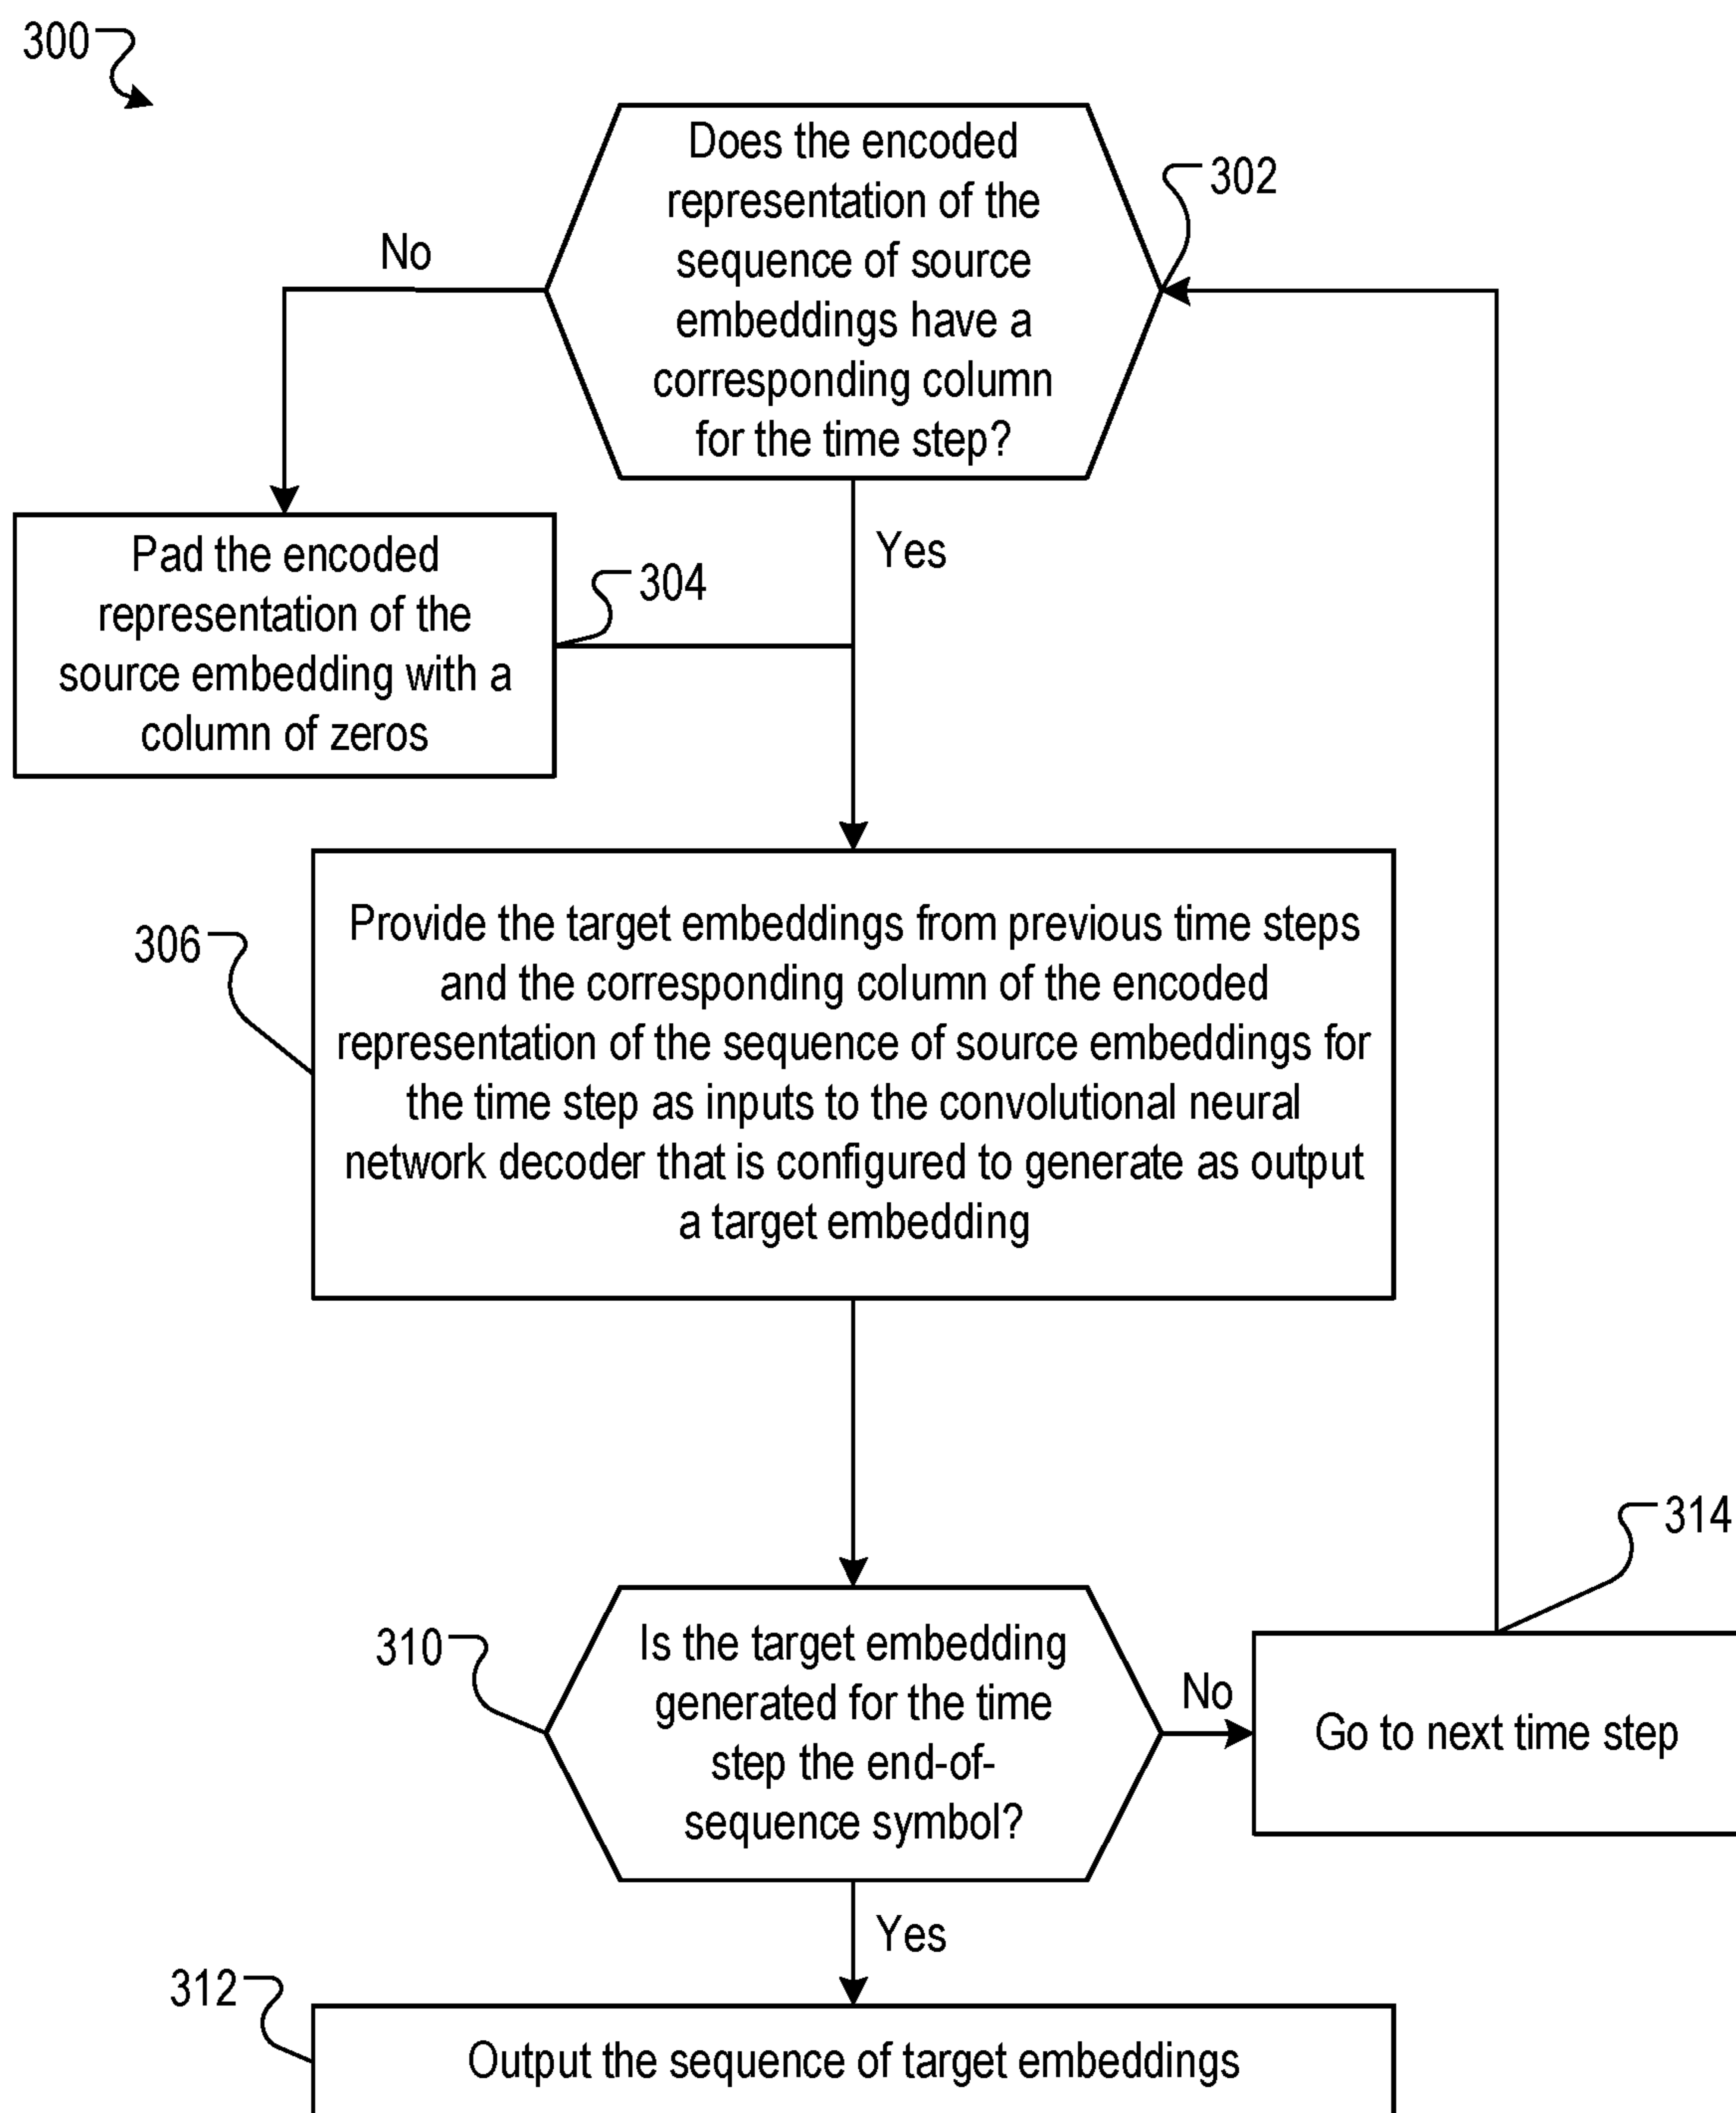 300
Does the encoded
representation of the
sequence of source
embeddings have a
corresponding column
for the time step?
302
No
Yes
Pad the encoded
representation of the
source embedding with a
column of zeros
304
306
Provide the target embeddings from previous time steps
and the corresponding column of the encoded
representation of the sequence of source embeddings for
the time step as inputs to the convolutional neural
network decoder that is configured to generate as output
a target embedding
310
Is the target embedding
generated for the time
step the end-of-
sequence symbol?
No
314
Go to next time step
Yes
312
Output the sequence of target embeddings